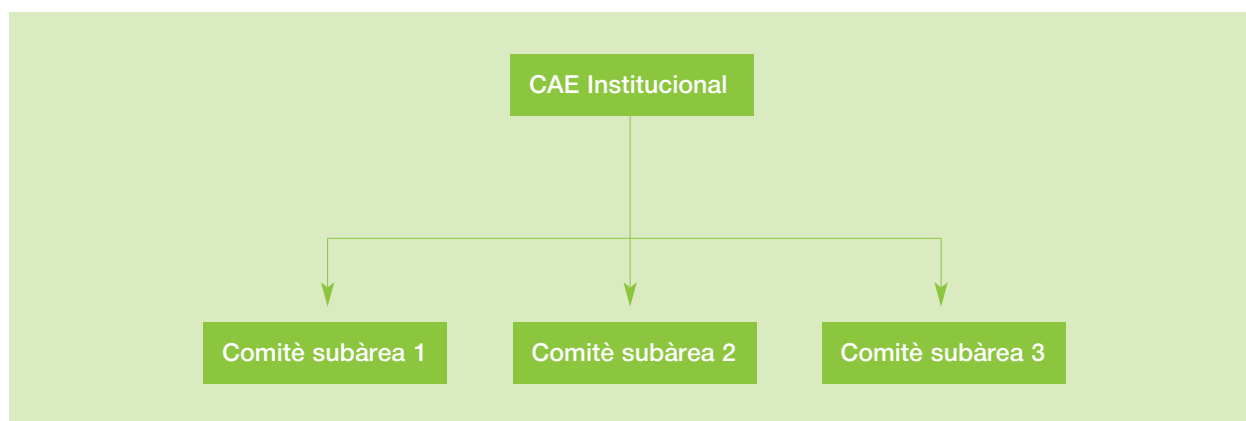 CAE Institucional
Comitè subàrea 1
Comitè subàrea 2
Comitè subàrea 3